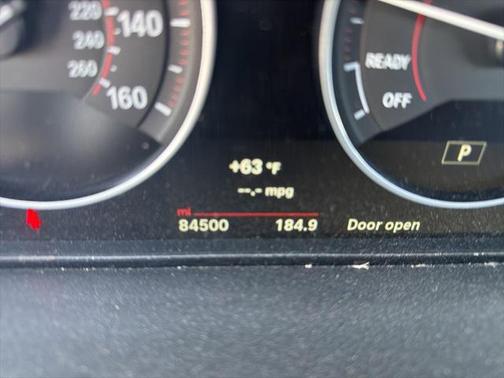 220
140
240
260
160
READY
OFF
P
+63 °F
--.- mpg
mi
84500 184.9 Door open